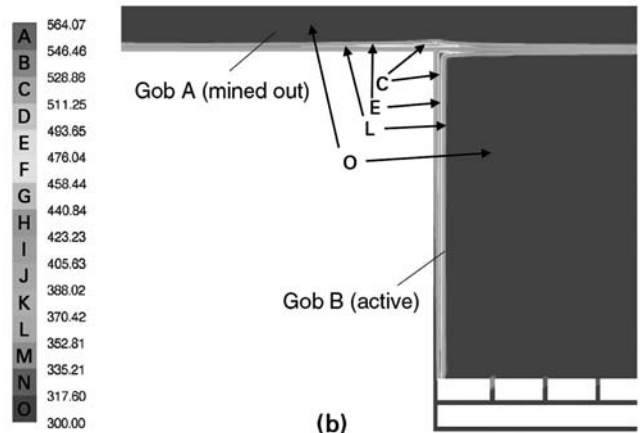 A
B
C
D
E
F
G
H
I
J
K
L
M
N
O
564.07
546.46
528.86
511.25
493.65
476.04
458.44
440.84
423.23
405.63
388.02
370.42
352.81
335.21
317.60
300.00
Gob A (mined out)
C
E
L
O
Gob B (active)
(b)